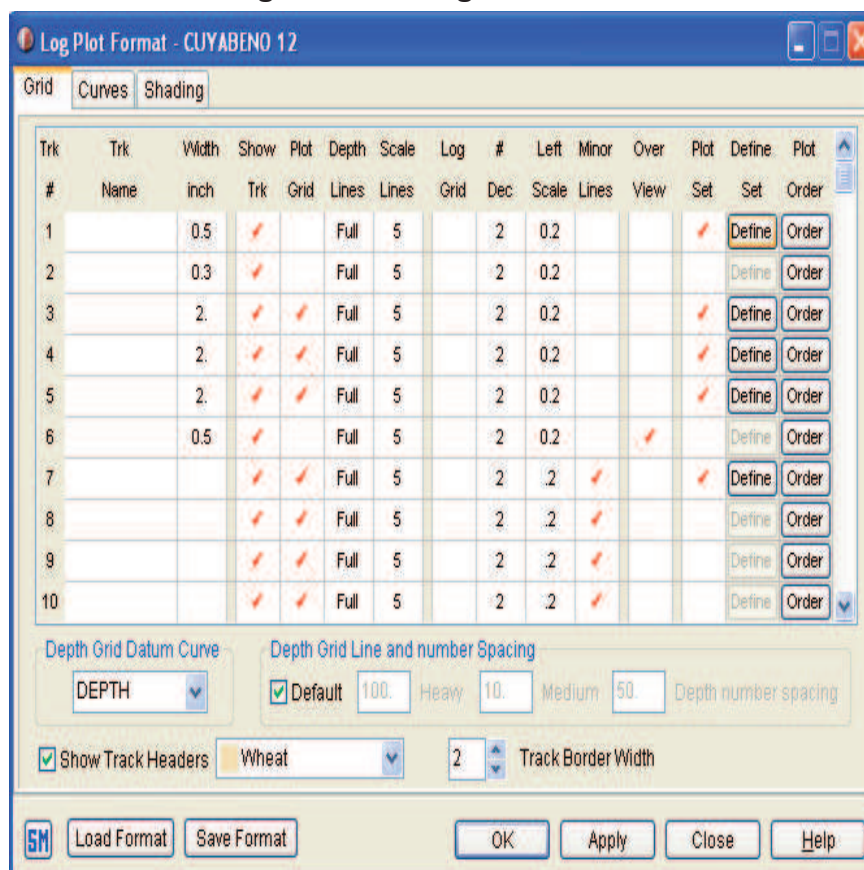 Log Plot Format - CUYABENO 12
Grid Curves Shading
Trk Trk Width Show Plot Depth Scale Log # Left Minor Over Plot Define Plot
# Name inch Trk Grid Lines Lines Grid Dec Scale Lines View Set Set Order
1 0.5 Full 5 2 0.2 Define Order
2 0.3 Full 5 2 0.2 Define Order
3 2. Full 5 2 0.2 Define Order
4 2. Full 5 2 0.2 Define Order
5 2. Full 5 2 0.2 Define Order
6 0.5 Full 5 2 0.2 Define Order
7 Full 5 2 .2 Define Order
8 Full 5 2 .2 Define Order
9 Full 5 2 .2 Define Order
10 Full 5 2 .2 Define Order
Depth Grid Datum Curve Depth Grid Line and number Spacing
DEPTH Default 100. Heavy 10. Medium 50. Depth number spacing
Show Track Headers Wheat 2 Track Border Width
SM Load Format Save Format OK Apply Close Help